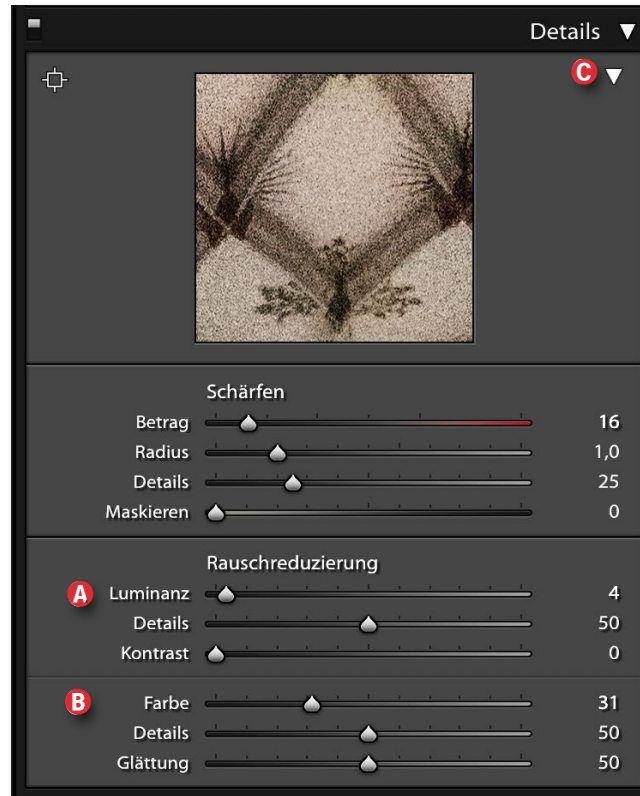 Details ▼
C ▼
Schärfen
Betrag 16
Radius 1,0
Details 25
Maskieren 0
Rauschreduzierung
A Luminanz 4
Details 50
Kontrast 0
B Farbe 31
Details 50
Glättung 50